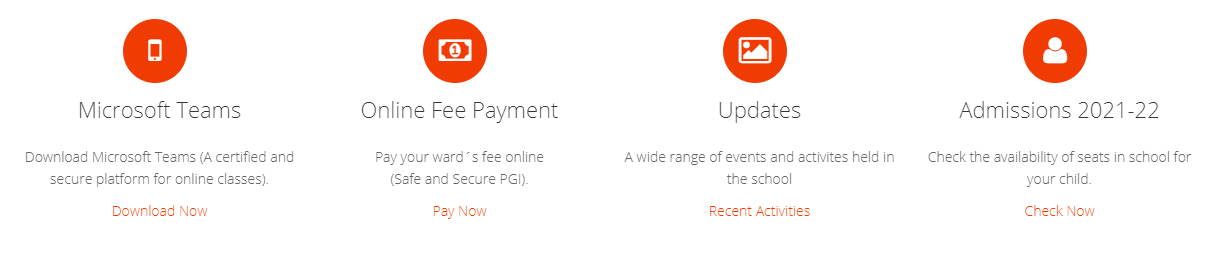 Microsoft Teams
Download Microsoft Teams (A certified and
secure platform for online classes).
Download Now
1
Online Fee Payment
Pay your ward´s fee online
(Safe and Secure PGI).
Pay Now
Updates
A wide range of events and activites held in
the school
Recent Activities
Admissions 2021-22
Check the availability of seats in school for
your child.
Check Now